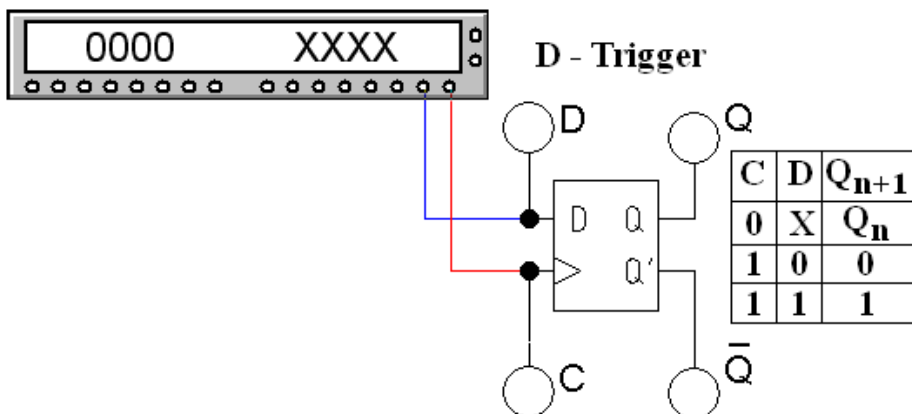 0000 XXXX
D - Trigger
D
Q
D Q
Q'
C
Q̅
C D Qn+1
0 X Qn
1 0 0
1 1 1